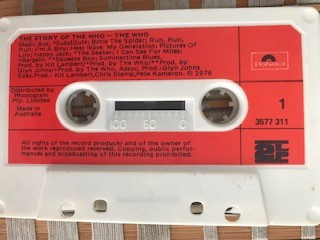 THE STORY OF THE WHO — THE WHO
Magic Bus; *Substitute; Boris The Spider; Run, Run,
Run; I'm A Boy; Heat Wave; My Generation; Pictures Of
Lily; Happy Jack; **The Seeker; I Can See For Miles;
+Bargain; **Squeeze Box; Summertime Blues.
*Prod. by Kit Lambert/*Prod. by The Who/**Prod. by
Glyn Johns/+Prod. by The Who, Assoc. Prod.:Glyn Johns
Exec.Prod.: Kit Lambert,Chris Stamp,Pete Kameron. ℗ 1976
polydor
Distributed by
Phonogram
Pty. Limited
Made in
Australia
100 50 0
1
3577 311
All rights of the record producer and of the owner of
the work reproduced reserved. Copying, public perfor-
mances and broadcasting of this recording prohibited.